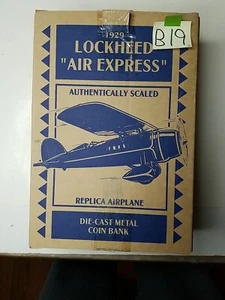 1929
LOCKHEED
"AIR EXPRESS"
B19
AUTHENTICALLY SCALED
REPLICA AIRPLANE
DIE-CAST METAL
COIN BANK